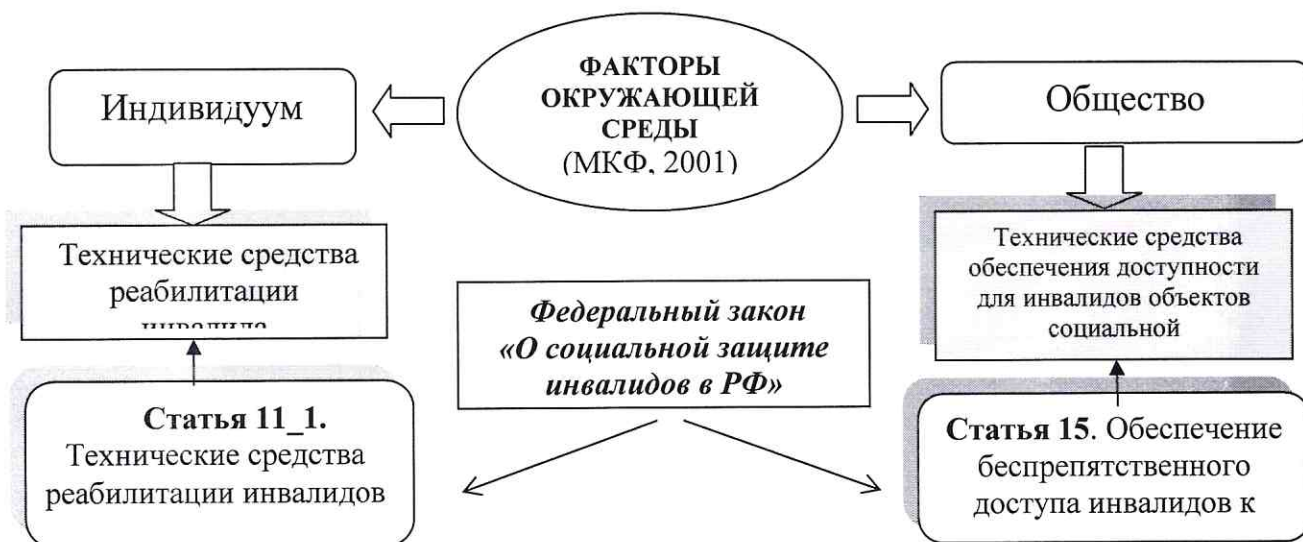 ФАКТОРЫ
ОКРУЖАЮЩЕЙ
СРЕДЫ
(МКФ, 2001)
Индивидуум
Общество
Технические средства
реабилитации
инвалида
Технические средства
обеспечения доступности
для инвалидов объектов
социальной
Федеральный закон
«О социальной защите
инвалидов в РФ»
Статья 11_1.
Технические средства
реабилитации инвалидов
Статья 15. Обеспечение
беспрепятственного
доступа инвалидов к